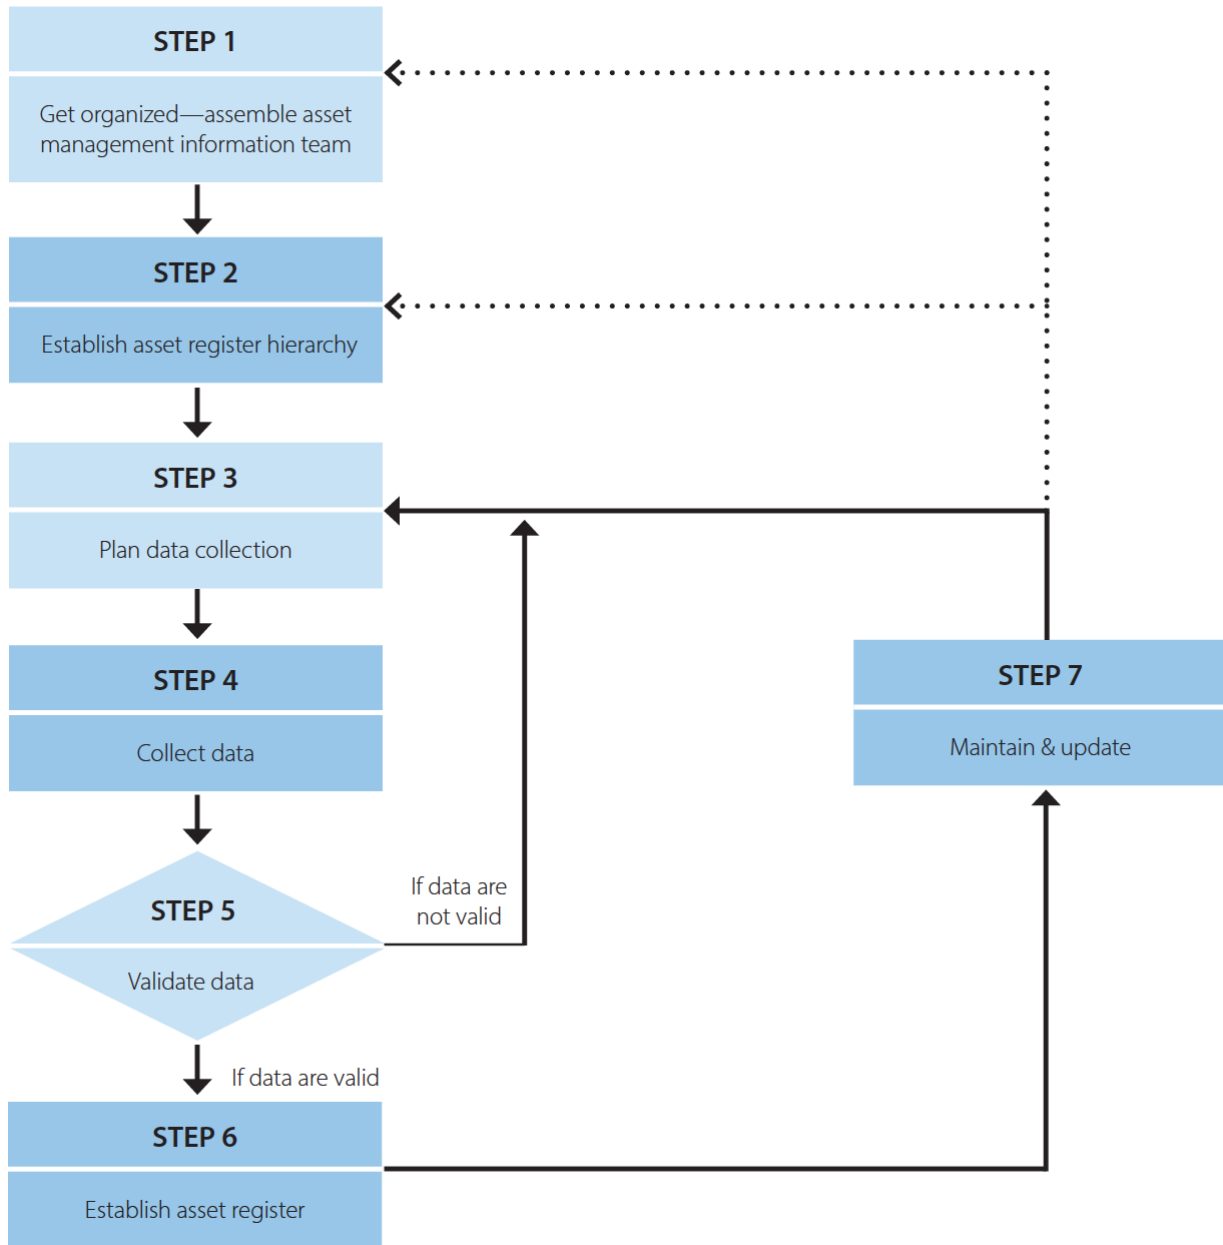 STEP 1
Get organized—assemble asset
management information team
STEP 2
Establish asset register hierarchy
STEP 3
Plan data collection
STEP 4
Collect data
STEP 5
Validate data
If data are
not valid
If data are valid
STEP 6
Establish asset register
STEP 7
Maintain & update